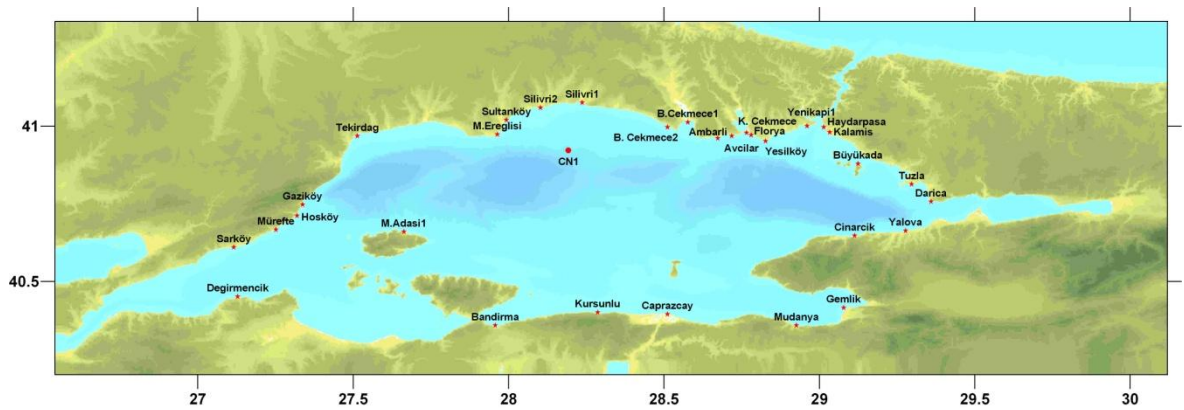 Silivri1
Silivri2
Sultanköy
B.Cekmece1
Yenikapi1
K. Cekmece
Haydarpasa
Tekirdag
M.Ereglisi
41
B. Cekmece2
Ambarli
Florya
Kalamis
Avcilar
Yesilköy
CN1
Büyükada
Tuzla
Darica
Gaziköy
Hosköy
Mürefte
M.Adasi1
Cinarcik
Yalova
Sarköy
40.5
Degirmencik
Bandirma
Kursunlu
Caprazcay
Mudanya
Gemlik
27
27.5
28
28.5
29
29.5
30